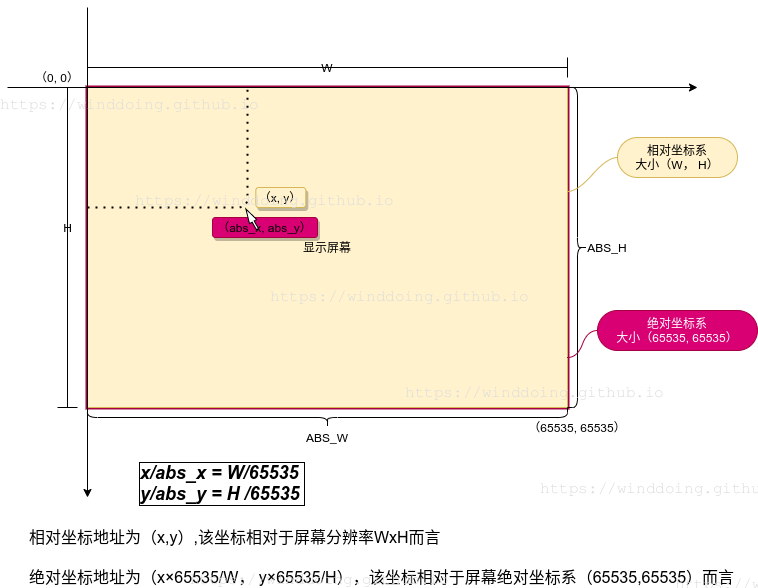 W
(0, 0)
https://winddoing.github.io
相对坐标系
大小（W， H）
https://winddoing.github.io
(x, y)
H
(abs_x, abs_y)
显示屏幕
ABS_H
https://winddoing.github.io
绝对坐标系
大小（65535, 65535）
https://winddoing.github.io
(65535, 65535)
ABS_W
x/abs_x = W/65535
y/abs_y = H /65535
https://winddoing.githu
相对坐标地址为（x,y）,该坐标相对于屏幕分辨率WxH而言
绝对坐标地址为（x×65535/W， y×65535/H），该坐标相对于屏幕绝对坐标系（65535,65535）而言